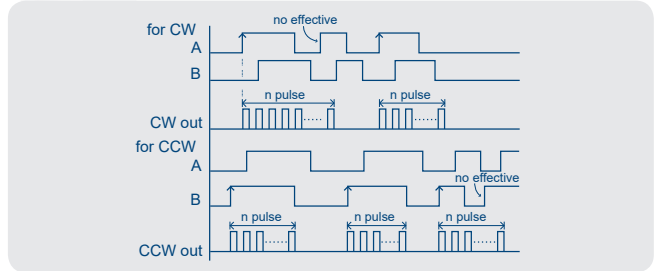 no effective
for CW
A
B
n pulse n pulse
CW out
for CCW
A
no effective
B
n pulse n pulse n pulse
CCW out